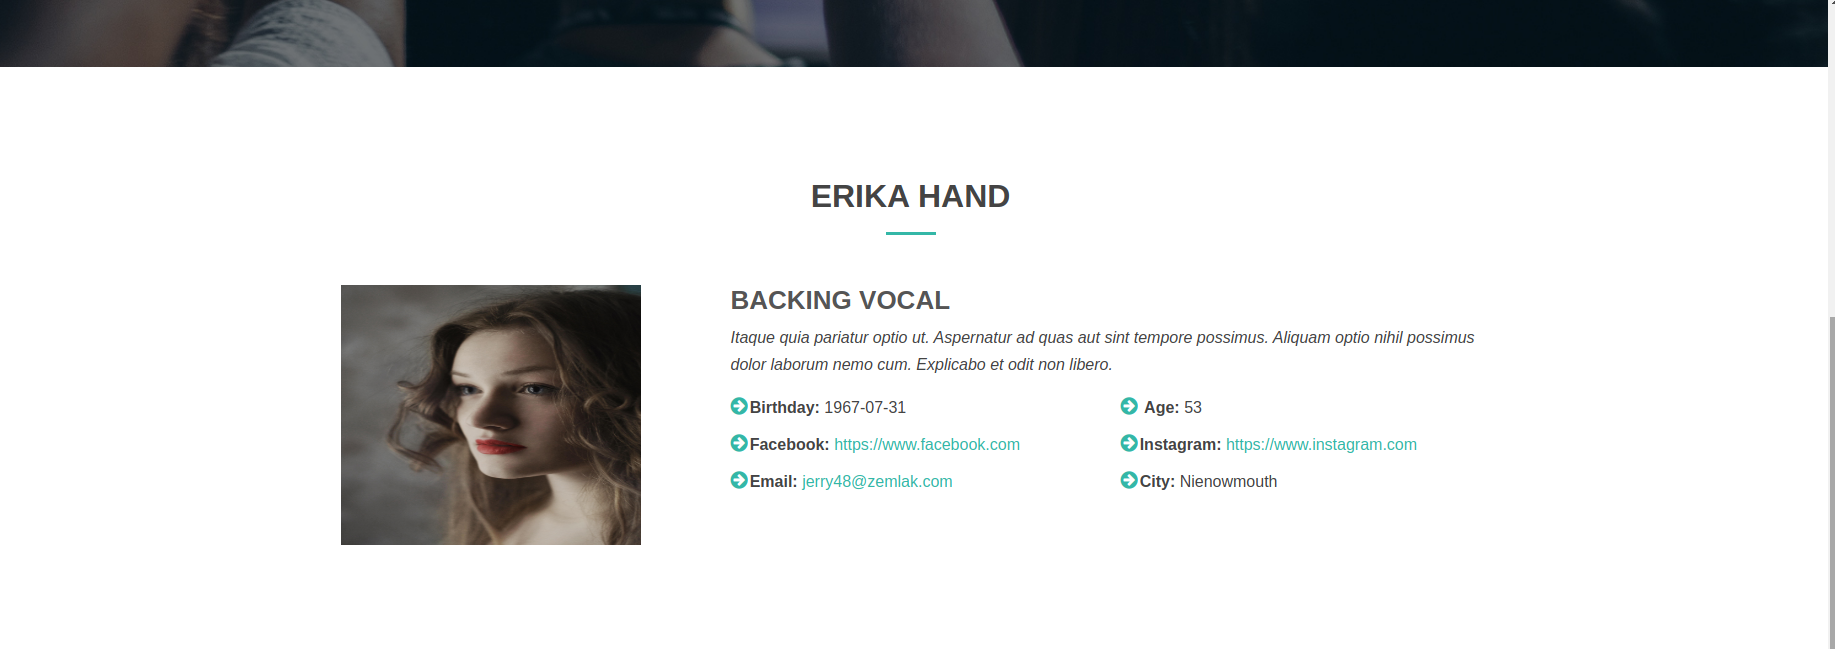 ERIKA HAND
BACKING VOCAL
Itaque quia pariatur optio ut. Aspernatur ad quas aut sint tempore possimus. Aliquam optio nihil possimus
dolor laborum nemo cum. Explicabo et odit non libero.
Birthday: 1967-07-31
Age: 53
Facebook: https://www.facebook.com
Instagram: https://www.instagram.com
Email: jerry48@zemlak.com
City: Nienowmouth